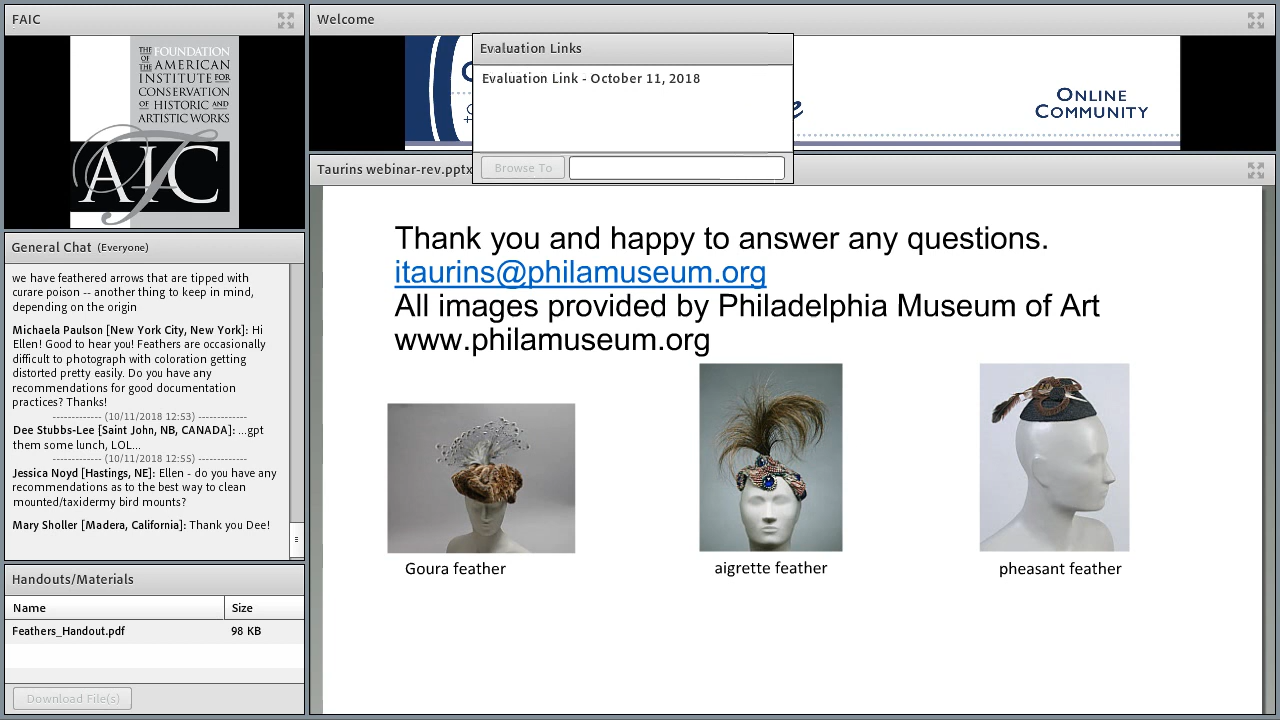 FAIC
THE FOUNDATION
OF THE AMERICAN
INSTITUTE FOR
CONSERVATION
OF HISTORIC AND
ARTISTIC WORKS
AIC
General Chat (Everyone)
we have feathered arrows that are tipped with
curare poison -- another thing to keep in mind,
depending on the origin
Michaela Paulson [New York City, New York]: Hi
Ellen! Good to hear you! Feathers are occasionally
difficult to photograph with coloration getting
distorted pretty easily. Do you have any
recommendations for good documentation
practices? Thanks!
------------- (10/11/2018 12:53) -------------
Dee Stubbs-Lee [Saint John, NB, CANADA]: ...gpt
them some lunch, LOL...
------------- (10/11/2018 12:55) -------------
Jessica Noyd [Hastings, NE]: Ellen - do you have any
recommendations as to the best way to clean
mounted/taxidermy bird mounts?
Mary Sholler [Madera, California]: Thank you Dee!
Handouts/Materials
Name Size
Feathers_Handout.pdf 98 KB
Download File(s)
Welcome
Evaluation Links
Evaluation Link - October 11, 2018
Browse To
ONLINE
COMMUNITY
Taurins webinar-rev.pptx
Thank you and happy to answer any questions.
itaurins@philamuseum.org
All images provided by Philadelphia Museum of Art
www.philamuseum.org
Goura feather
aigrette feather
pheasant feather